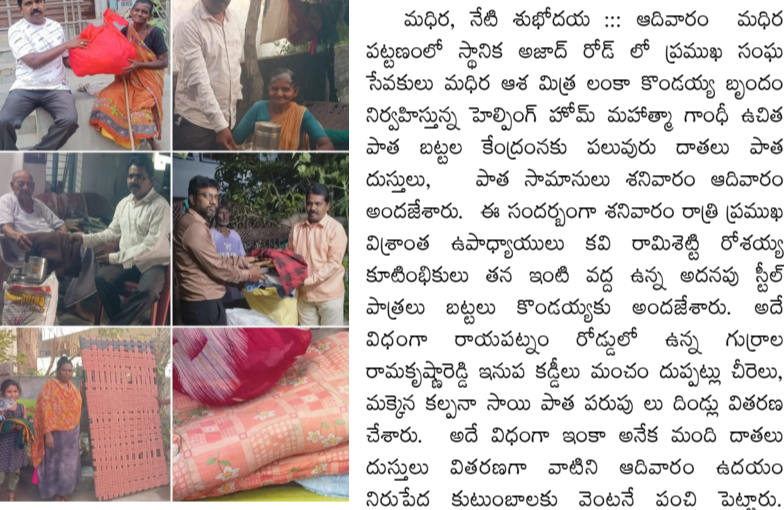 మధిర, నేటి శుభోదయ ::: ఆదివారం మధిర
పట్టణంలో స్థానిక అజాద్ రోడ్ లో ప్రముఖ సంఘ
సేవకులు మధిర ఆశ మిత్ర లంకా కొండయ్య బృందం
నిర్వహిస్తున్న హెల్పింగ్ హోమ్ మహాత్మా గాంధీ ఉచిత
పాత బట్టల కేంద్రంనకు పలువురు దాతలు పాత
దుస్తులు, పాత సామానులు శనివారం ఆదివారం
అందజేశారు. ఈ సందర్బంగా శనివారం రాత్రి ప్రముఖ
విశ్రాంత ఉపాధ్యాయులు కవి రామిశెట్టి రోశయ్య
కూటింభికులు తన ఇంటి వద్ద ఉన్న అదనపు స్టీల్
పాత్రలు బట్టలు కొండయ్యకు అందజేశారు. అదే
విధంగా రాయపట్నం రోడ్డులో ఉన్న గుర్రాల
రామకృష్ణారెడ్డి ఇనుప కడ్డీలు మంచం దుప్పట్లు చీరెలు,
మక్కెన కల్పనా సాయి పాత పరుపు లు దిండ్లు వితరణ
చేశారు. అదే విధంగా ఇంకా అనేక మంది దాతలు
దుస్తులు వితరణగా వాటిని ఆదివారం ఉదయం
నిరుపేద కుటుంబాలకు వెంటనే పంచి పెట్టారు.